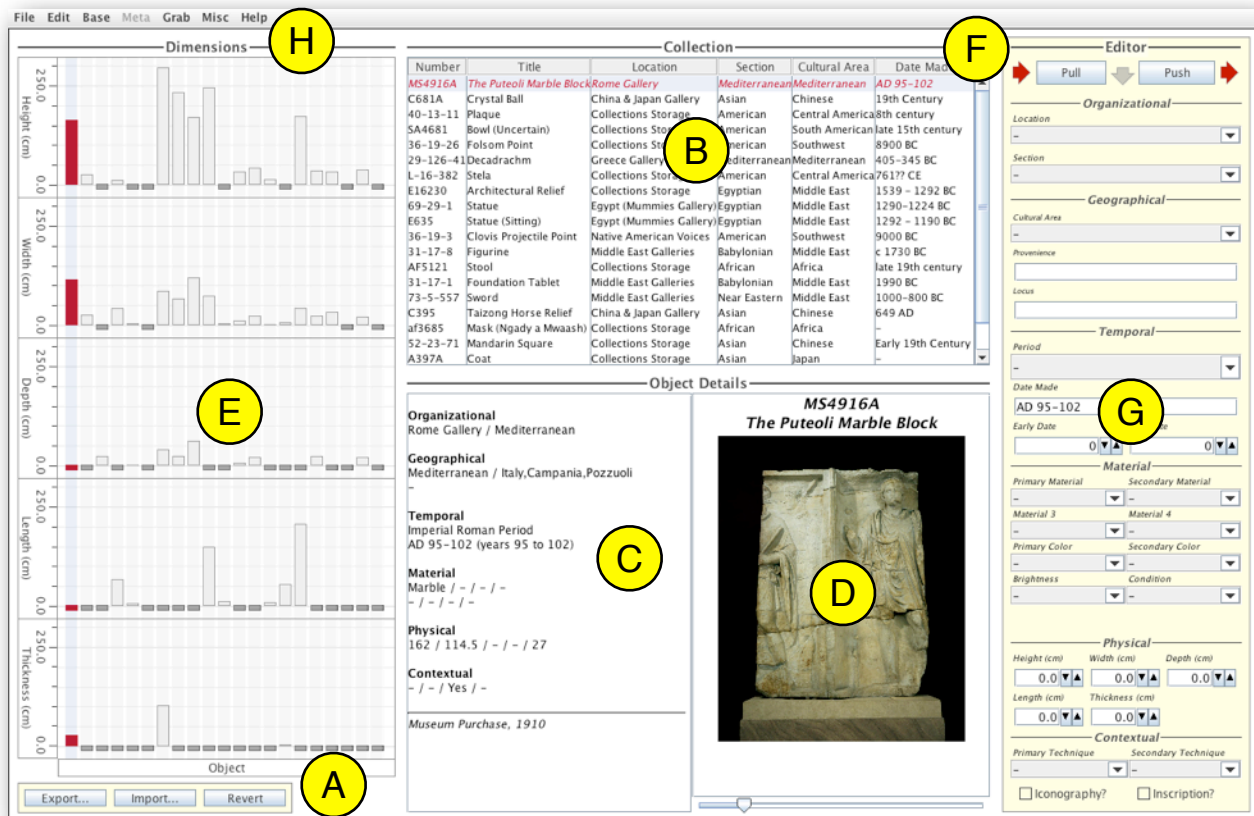 File Edit Base Meta Grab Misc Help
H
F
Dimensions
250.0
Height (cm)
0.0
250.0
Width (cm)
0.0
250.0
Depth (cm)
0.0
250.0
Length (cm)
0.0
250.0
Thickness (cm)
0.0
Object
E
A
Export... Import... Revert
Collection
Number Title Location Section Cultural Area Date Mad
MS4916A The Puteoli Marble Block Rome Gallery Mediterranean Mediterranean AD 95-102
C681A Crystal Ball China & Japan Gallery Asian Chinese 19th Century
40-13-11 Plaque Collections Storage American Central America 8th century
SA4681 Bowl (Uncertain) Collections Sto American South American late 15th century
36-19-26 Folsom Point Collections Sto American Southwest 8900 BC
29-126-41 Decadrachm Greece Gallery editerranean Mediterranean 405-345 BC
L-16-382 Stela Collections Stora American Central America 761?? CE
E16230 Architectural Relief Collections Storage Egyptian Middle East 1539 - 1292 BC
69-29-1 Statue Egypt (Mummies Gallery) Egyptian Middle East 1290-1224 BC
E635 Statue (Sitting) Egypt (Mummies Gallery) Egyptian Middle East 1292 - 1190 BC
36-19-3 Clovis Projectile Point Native American Voices American Southwest 9000 BC
31-17-8 Figurine Middle East Galleries Babylonian Middle East c 1730 BC
AF5121 Stool Collections Storage African Africa late 19th century
31-17-1 Foundation Tablet Middle East Galleries Babylonian Middle East 1990 BC
73-5-557 Sword Middle East Galleries Near Eastern Middle East 1000-800 BC
C395 Taizong Horse Relief China & Japan Gallery Asian Chinese 649 AD
af3685 Mask (Ngady a Mwaash) Collections Storage African Africa -
52-23-71 Mandarin Square Collections Storage Asian Chinese Early 19th Century
A397A Coat Collections Storage Asian Japan -
B
Object Details
Organizational
Rome Gallery / Mediterranean
Geographical
Mediterranean / Italy,Campania,Pozzuoli
-
Temporal
Imperial Roman Period
AD 95-102 (years 95 to 102)
Material
Marble / - / - / -
- / - / - / -
Physical
162 / 114.5 / - / - / 27
Contextual
- / - / Yes / -
Museum Purchase, 1910
C
MS4916A
The Puteoli Marble Block
D
Editor
Pull Push
Organizational
Location
-
Section
-
Geographical
Cultural Area
-
Provenience
Locus
Temporal
Period
-
Date Made
AD 95-102
G
Early Date
0 0
Material
Primary Material Secondary Material
- -
Material 3 Material 4
- -
Primary Color Secondary Color
- -
Brightness Condition
- -
Physical
Height (cm) Width (cm) Depth (cm)
0.0 0.0 0.0
Length (cm) Thickness (cm)
0.0 0.0
Contextual
Primary Technique Secondary Technique
- -
Iconography? Inscription?